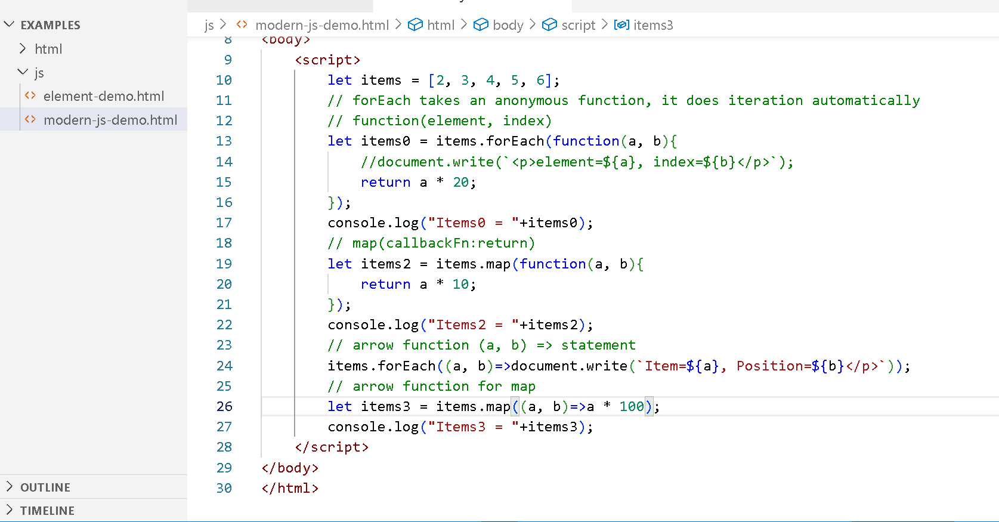 EXAMPLES
html
js
element-demo.html
modern-js-demo.html
OUTLINE
TIMELINE
js > modern-js-demo.html > html > body > script > items3
8 <body>
9 <script>
10 let items = [2, 3, 4, 5, 6];
11 // forEach takes an anonymous function, it does iteration automatically
12 // function(element, index)
13 let items0 = items.forEach(function(a, b){
14 //document.write(`<p>element=${a}, index=${b}</p>`);
15 return a * 20;
16 });
17 console.log("Items0 = "+items0);
18 // map(callbackFn:return)
19 let items2 = items.map(function(a, b){
20 return a * 10;
21 });
22 console.log("Items2 = "+items2);
23 // arrow function (a, b) => statement
24 items.forEach((a, b)=>document.write(`Item=${a}, Position=${b}</p>`));
25 // arrow function for map
26 let items3 = items.map((a, b)=>a * 100);
27 console.log("Items3 = "+items3);
28 </script>
29 </body>
30 </html>